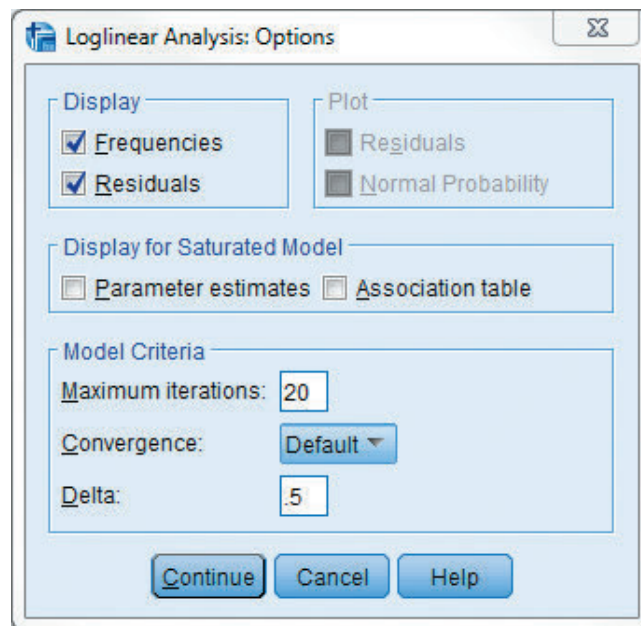 Loglinear Analysis: Options
Display
Frequencies
Residuals
Plot
Residuals
Normal Probability
Display for Saturated Model
Parameter estimates Association table
Model Criteria
Maximum iterations: 20
Convergence: Default
Delta: .5
Continue Cancel Help